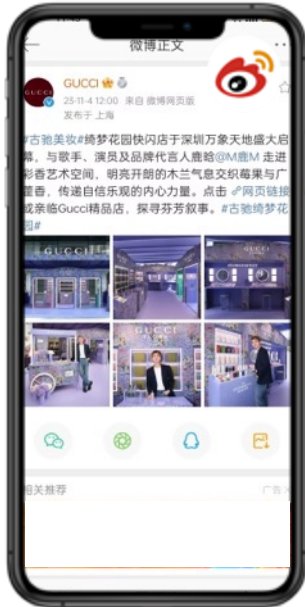 微博正文
GUCCI
23-11-4 12:00 来自 微博网页版
发布于 上海
#古驰美妆#绮梦花园快闪店于深圳万象天地盛大启
幕，与歌手、演员及品牌代言人鹿晗@M鹿M 走进
彩香艺术空间，明亮开朗的木兰气息交织莓果与广
藿香，传递自信乐观的内心力量。点击 网页链接
或亲临Gucci精品店，探寻芬芳叙事。#古驰绮梦花
园#
GUCCI
GUCCI
相关推荐
广告